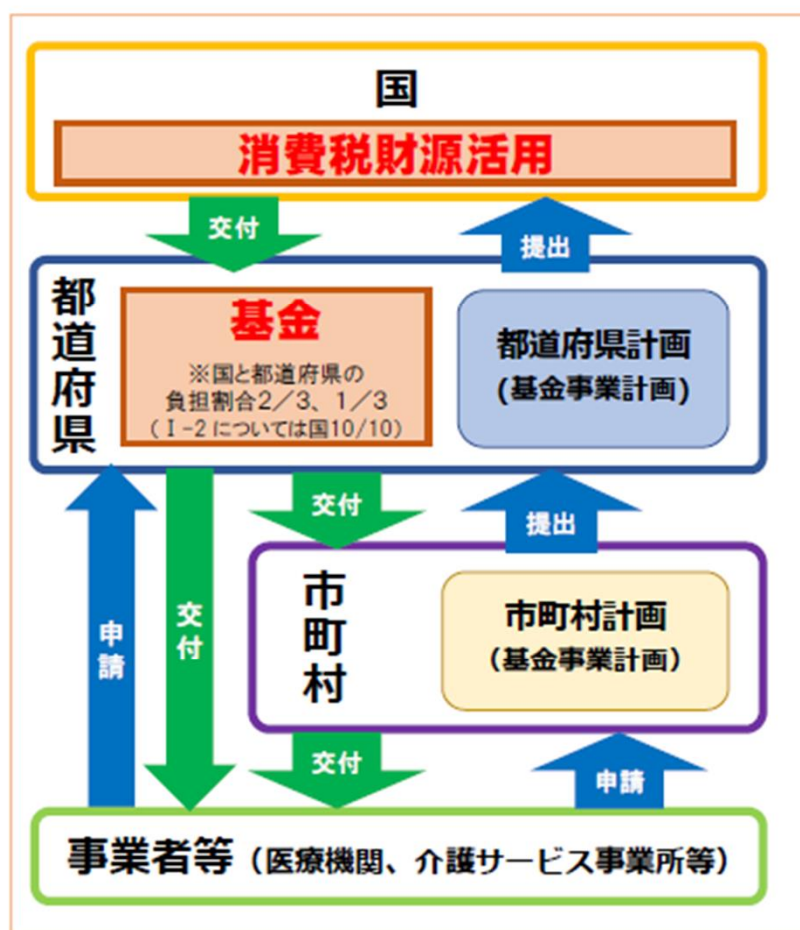 国
消費税財源活用
交付
提出
都道府県
基金
※国と都道府県の
負担割合2／3、1／3
(Ⅰ-2については国10/10)
都道府県計画
(基金事業計画)
交付
提出
申請
交付
市町村
市町村計画
(基金事業計画)
交付
申請
事業者等（医療機関、介護サービス事業所等）